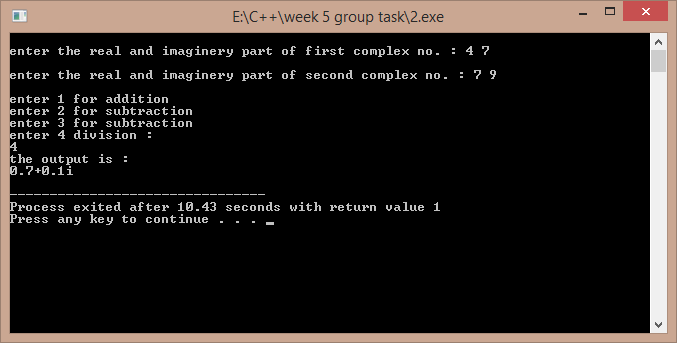 E:\C++\week 5 group task\2.exe
enter the real and imaginery part of first complex no. : 4 7
enter the real and imaginery part of second complex no. : 7 9
enter 1 for addition
enter 2 for subtraction
enter 3 for subtraction
enter 4 division :
4
the output is :
0.7+0.1i
--------------------------------
Process exited after 10.43 seconds with return value 1
Press any key to continue . . .